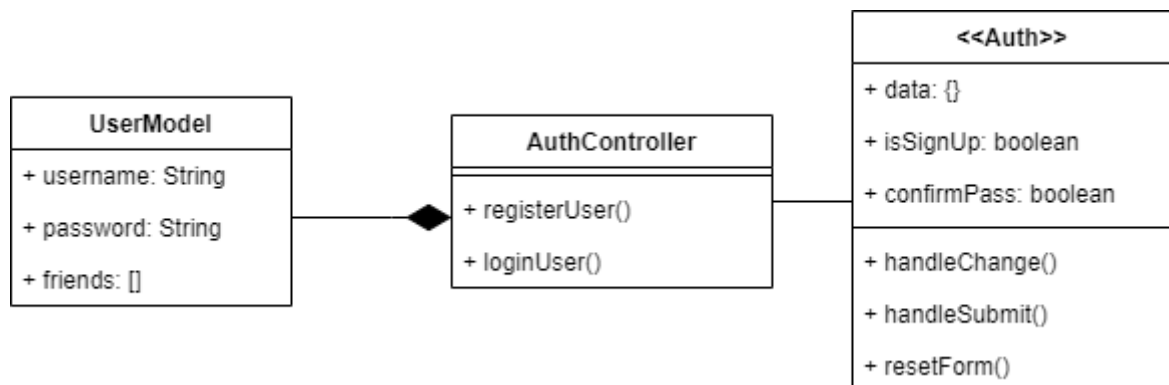 UserModel
+ username: String
+ password: String
+ friends: []
AuthController
+ registerUser()
+ loginUser()
<<Auth>>
+ data: {}
+ isSignUp: boolean
+ confirmPass: boolean
+ handleChange()
+ handleSubmit()
+ resetForm()